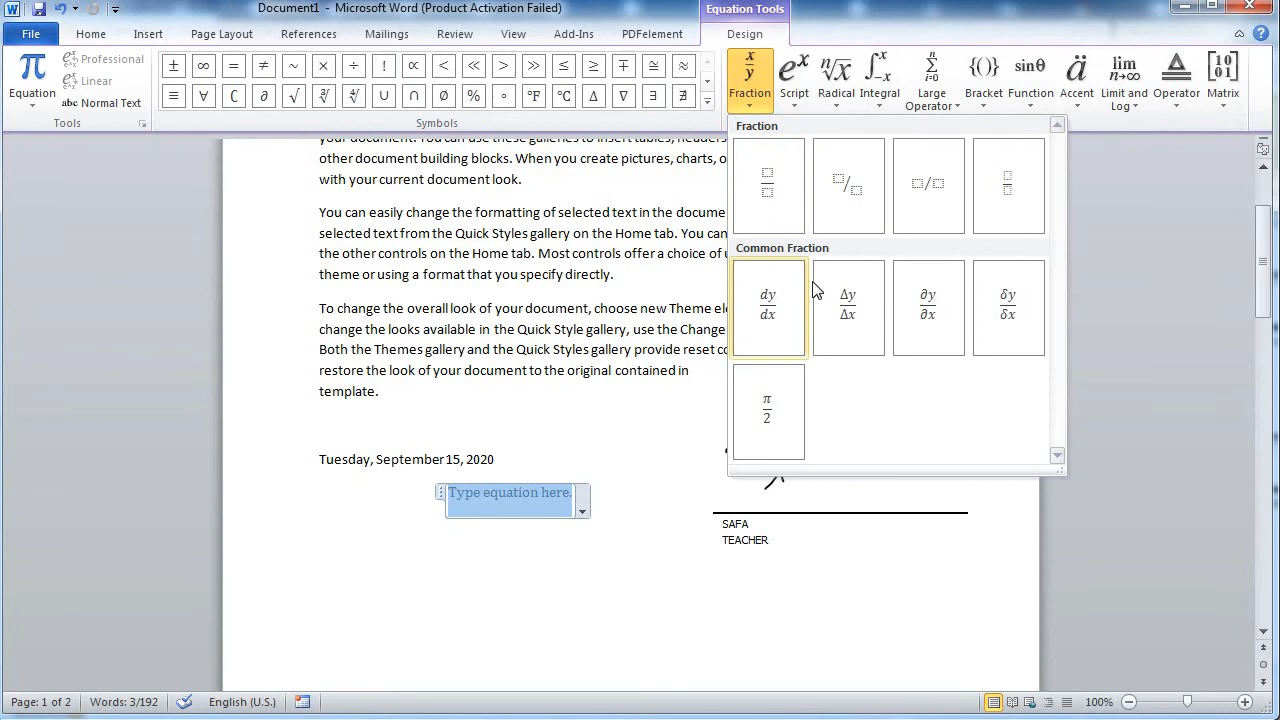 Document1 - Microsoft Word (Product Activation Failed)
Equation Tools
File Home Insert Page Layout References Mailings Review View Add-Ins PDFelement Design
π Equation
Professional
Linear
abc Normal Text
Tools
± ∞ = ≠ ~ × ÷ ! ∝ < ≪ > ≫ ≤ ≥ ∓ ≅ ≈
≡ ∀ ∁ ∂ √ ∛ ∜ ∪ ∩ ∅ % ° °F °C ∆ ∇ ∃ ∄
Symbols
Fraction Script Radical Integral Large Operator Bracket Function Accent Limit and Log Operator Matrix
Fraction
Common Fraction
dy/dx Δy/Δx ∂y/∂x δy/δx
π/2
other document building blocks. When you create pictures, charts, o
with your current document look.
You can easily change the formatting of selected text in the docume
selected text from the Quick Styles gallery on the Home tab. You can
the other controls on the Home tab. Most controls offer a choice of u
theme or using a format that you specify directly.
To change the overall look of your document, choose new Theme el
change the looks available in the Quick Style gallery, use the Change
Both the Themes gallery and the Quick Styles gallery provide reset co
restore the look of your document to the original contained in
template.
Tuesday, September 15, 2020
Type equation here.
SAFA
TEACHER
Page: 1 of 2 Words: 3/192 English (U.S.) 100%